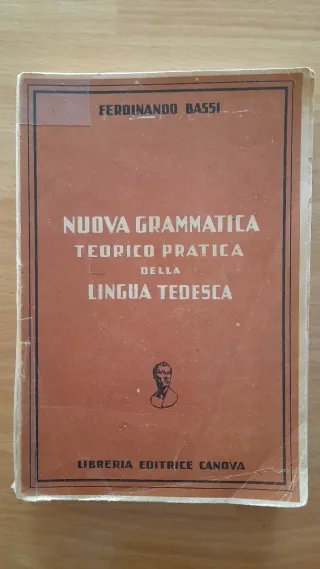 FERDINANDO BASSI
NUOVA GRAMMATICA
TEORICO PRATICA
DELLA
LINGUA TEDESCA
LIBRERIA EDITRICE CANOVA